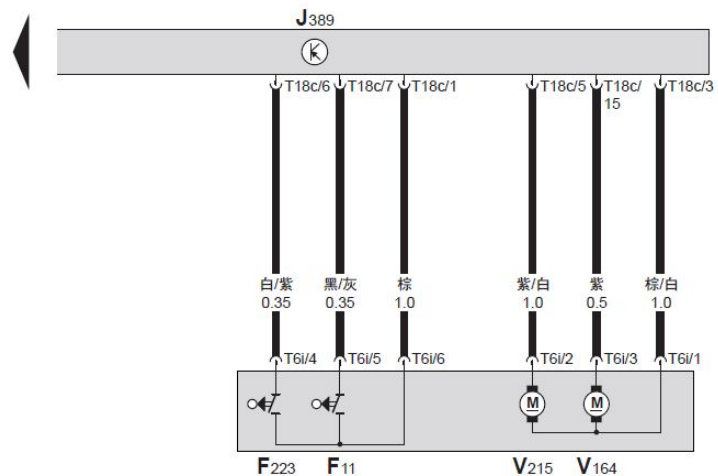 J389
T18c/6 T18c/7 T18c/1 T18c/5 T18c/ T18c/3
15
白/紫 黑/灰 棕 紫/白 紫 棕/白
0.35 0.35 1.0 1.0 0.5 1.0
T6i/4 T6i/5 T6i/6 T6i/2 T6i/3 T6i/1
M M
F223 F11 V215 V164